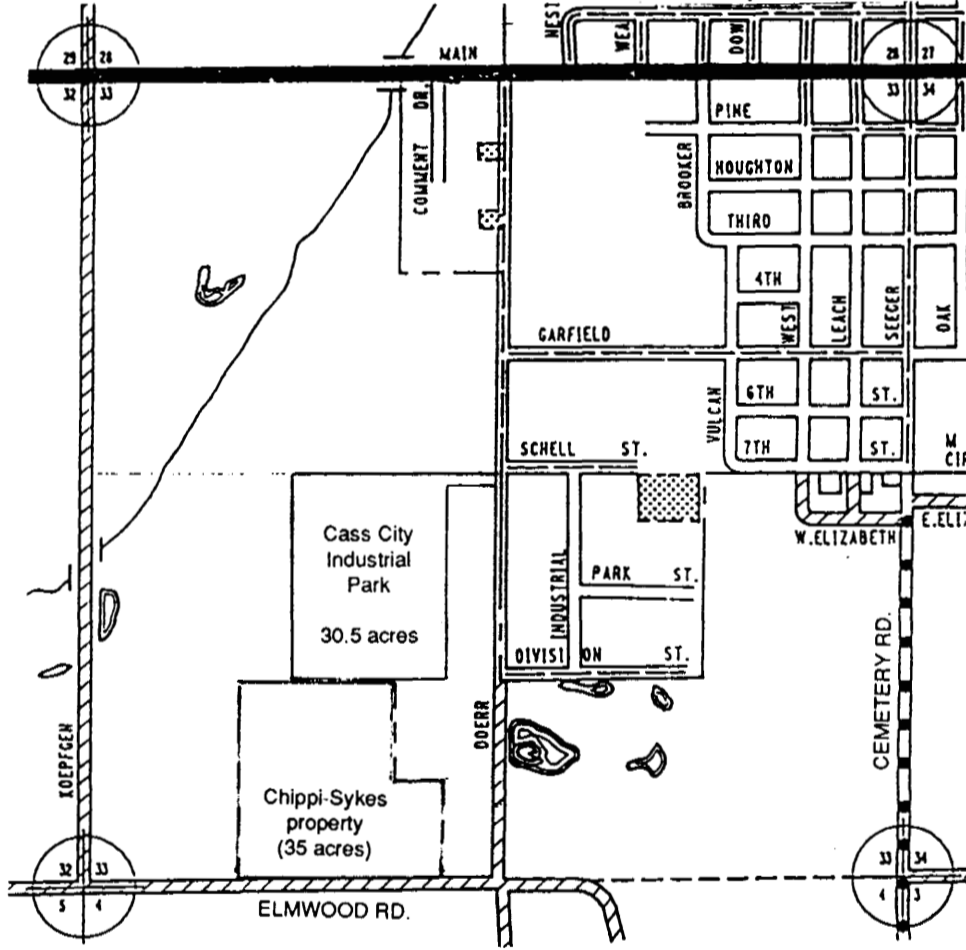 NEST
WEA
DOW
29 28
32 33
MAIN
28 27
33 34
COMMENT DR.
PINE
BROOKER
HOUGHTON
THIRD
4TH
WEST
LEACH
SEEGER
OAK
GARFIELD
VULCAN
6TH ST.
7TH ST.
SCHELL ST.
M
CIR
Cass City
Industrial
Park
30.5 acres
INDUSTRIAL
PARK ST.
DIVISION ST.
W.ELIZABETH
E.ELIZ
CEMETERY RD.
KOEPFGEN
DOERR
Chippi-Sykes
property
(35 acres)
32 33
5 4
33 34
4 3
ELMWOOD RD.